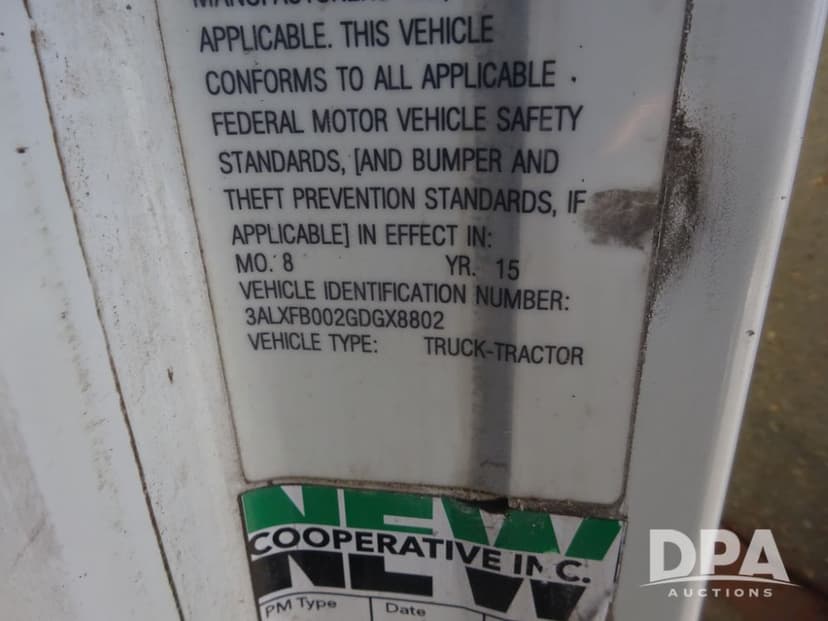 APPLICABLE. THIS VEHICLE
CONFORMS TO ALL APPLICABLE
FEDERAL MOTOR VEHICLE SAFETY
STANDARDS, [AND BUMPER AND
THEFT PREVENTION STANDARDS, IF
APPLICABLE] IN EFFECT IN:
MO. 8 YR. 15
VEHICLE IDENTIFICATION NUMBER:
3ALXFB002GDGX8802
VEHICLE TYPE: TRUCK-TRACTOR
NEW
COOPERATIVE INC.
PM Type Date
DPA
AUCTIONS